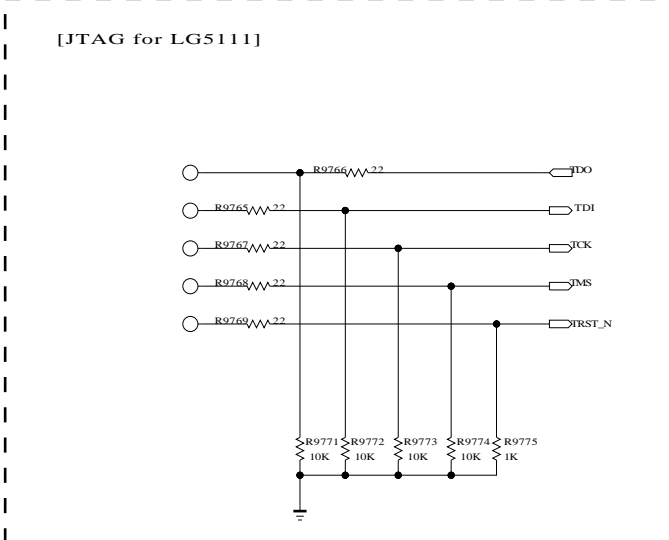 [JTAG for LG5111]
R9766 22 TDO
R9765 22 TDI
R9767 22 TCK
R9768 22 TMS
R9769 22 TRST_N
R9771 R9772 R9773 R9774 R9775
10K 10K 10K 10K 1K